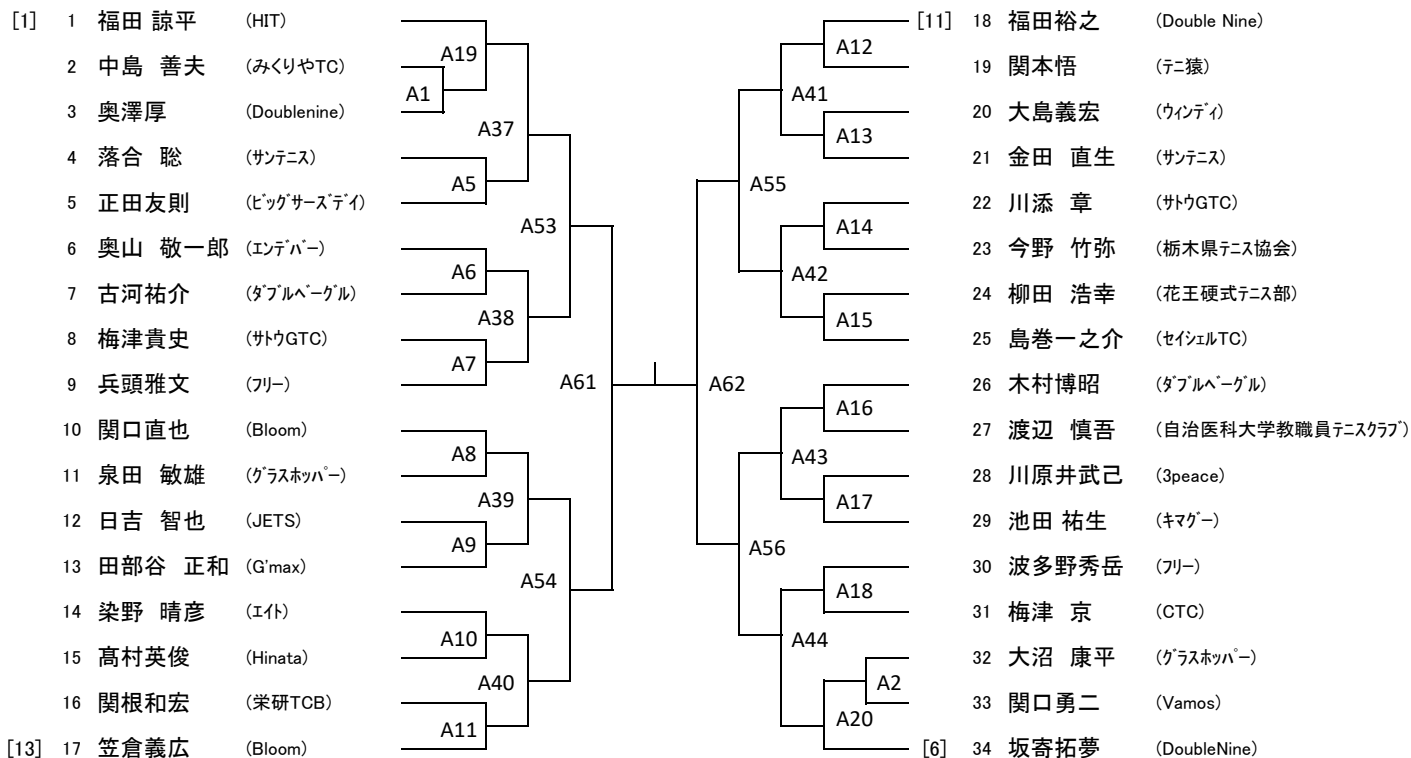 [1] 1 福田 諒平 (HIT)
2 中島 善夫 (みくりやTC)
3 奥澤厚 (Doublenine)
4 落合 聡 (サンテニス)
5 正田友則 (ビッグサーズデイ)
6 奥山 敬一郎 (エンデバー)
7 古河祐介 (ダブルベーグル)
8 梅津貴史 (サトウGTC)
9 兵頭雅文 (フリー)
10 関口直也 (Bloom)
11 泉田 敏雄 (グラスホッパー)
12 日吉 智也 (JETS)
13 田部谷 正和 (G'max)
14 染野 晴彦 (エイト)
15 髙村英俊 (Hinata)
16 関根和宏 (栄研TCB)
[13] 17 笠倉義広 (Bloom)
A19
A1
A37
A5
A53
A6
A38
A7
A61
A8
A39
A9
A54
A10
A40
A11
A12
A41
A13
A55
A14
A42
A15
A62
A16
A43
A17
A56
A18
A44
A2
A20
[11] 18 福田裕之 (Double Nine)
19 関本悟 (テニ猿)
20 大島義宏 (ウィンディ)
21 金田 直生 (サンテニス)
22 川添 章 (サトウGTC)
23 今野 竹弥 (栃木県テニス協会)
24 柳田 浩幸 (花王硬式テニス部)
25 島巻一之介 (セイシェルTC)
26 木村博昭 (ダブルベーグル)
27 渡辺 慎吾 (自治医科大学教職員テニスクラブ)
28 川原井武己 (3peace)
29 池田 祐生 (キマグー)
30 波多野秀岳 (フリー)
31 梅津 京 (CTC)
32 大沼 康平 (グラスホッパー)
33 関口勇二 (Vamos)
[6] 34 坂寄拓夢 (DoubleNine)